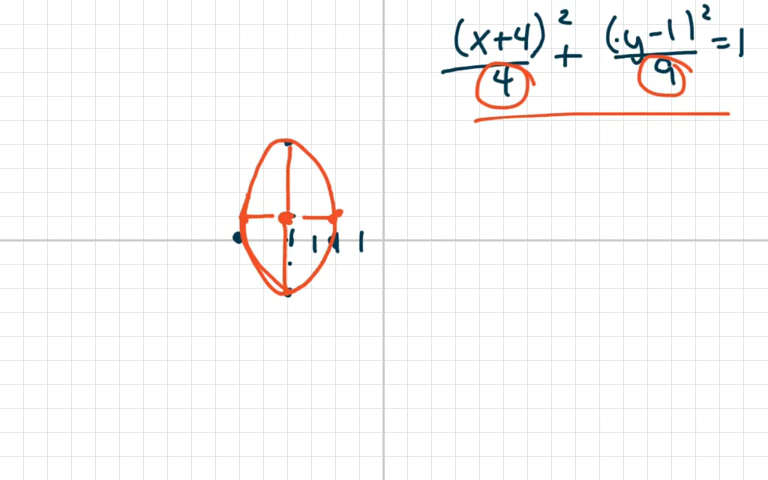 (x+4)²/4 + (y-1)²/9 = 1